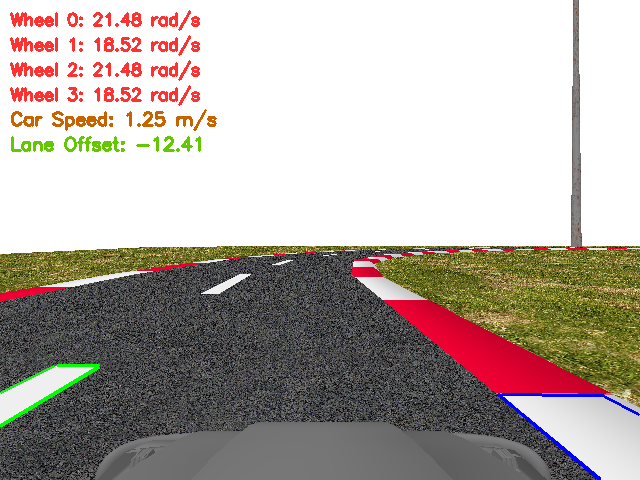 Wheel 0: 21.48 rad/s
Wheel 1: 18.52 rad/s
Wheel 2: 21.48 rad/s
Wheel 3: 18.52 rad/s
Car Speed: 1.25 m/s
Lane Offset: -12.41